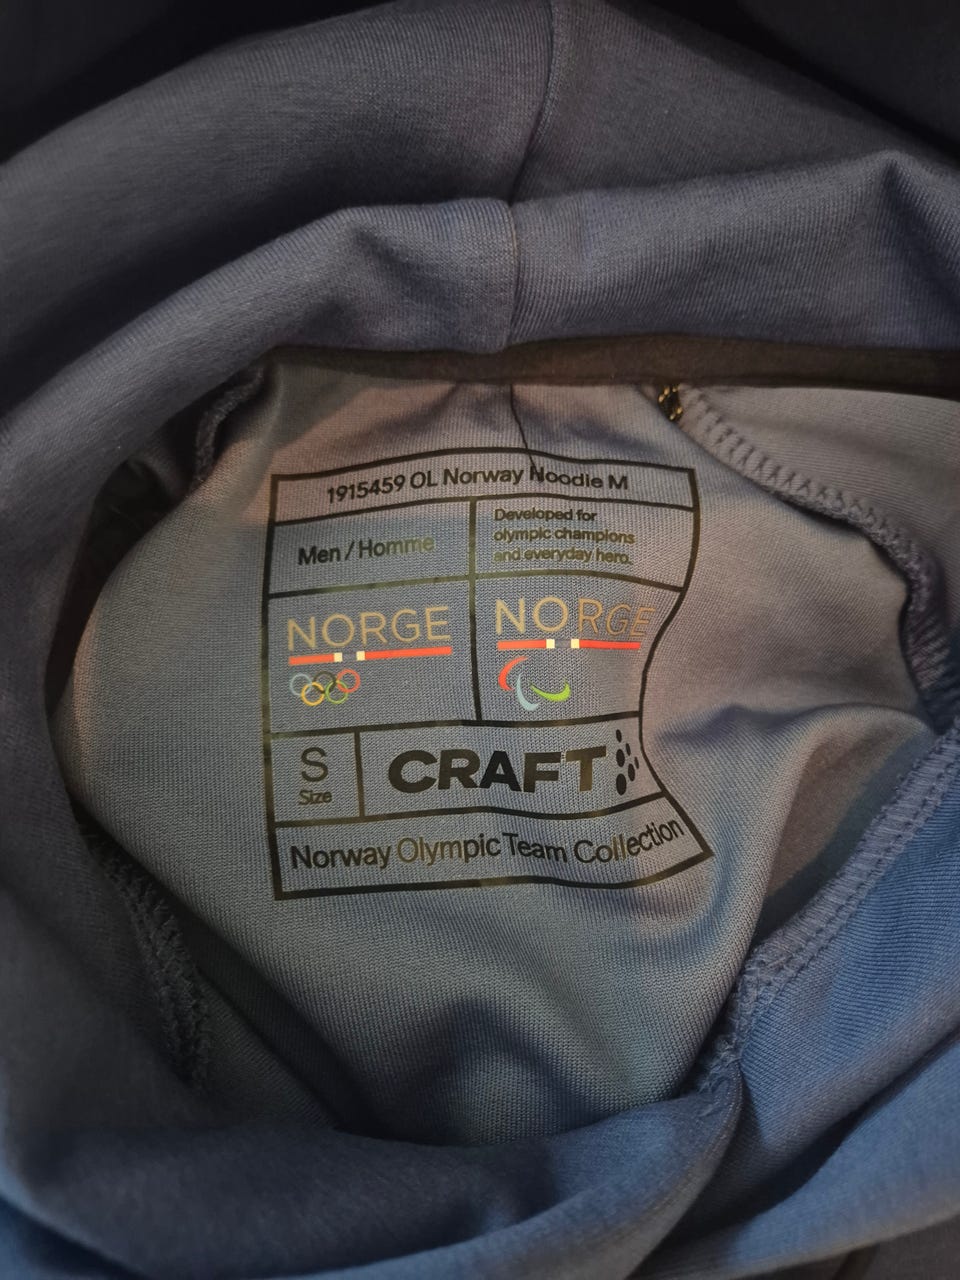 1915459 OL Norway Noodie M
Men / Homme
Developed for
olympic champions
and everyday hero.
NORGE
NORGE
S
Size
CRAFT
Norway Olympic Team Collection